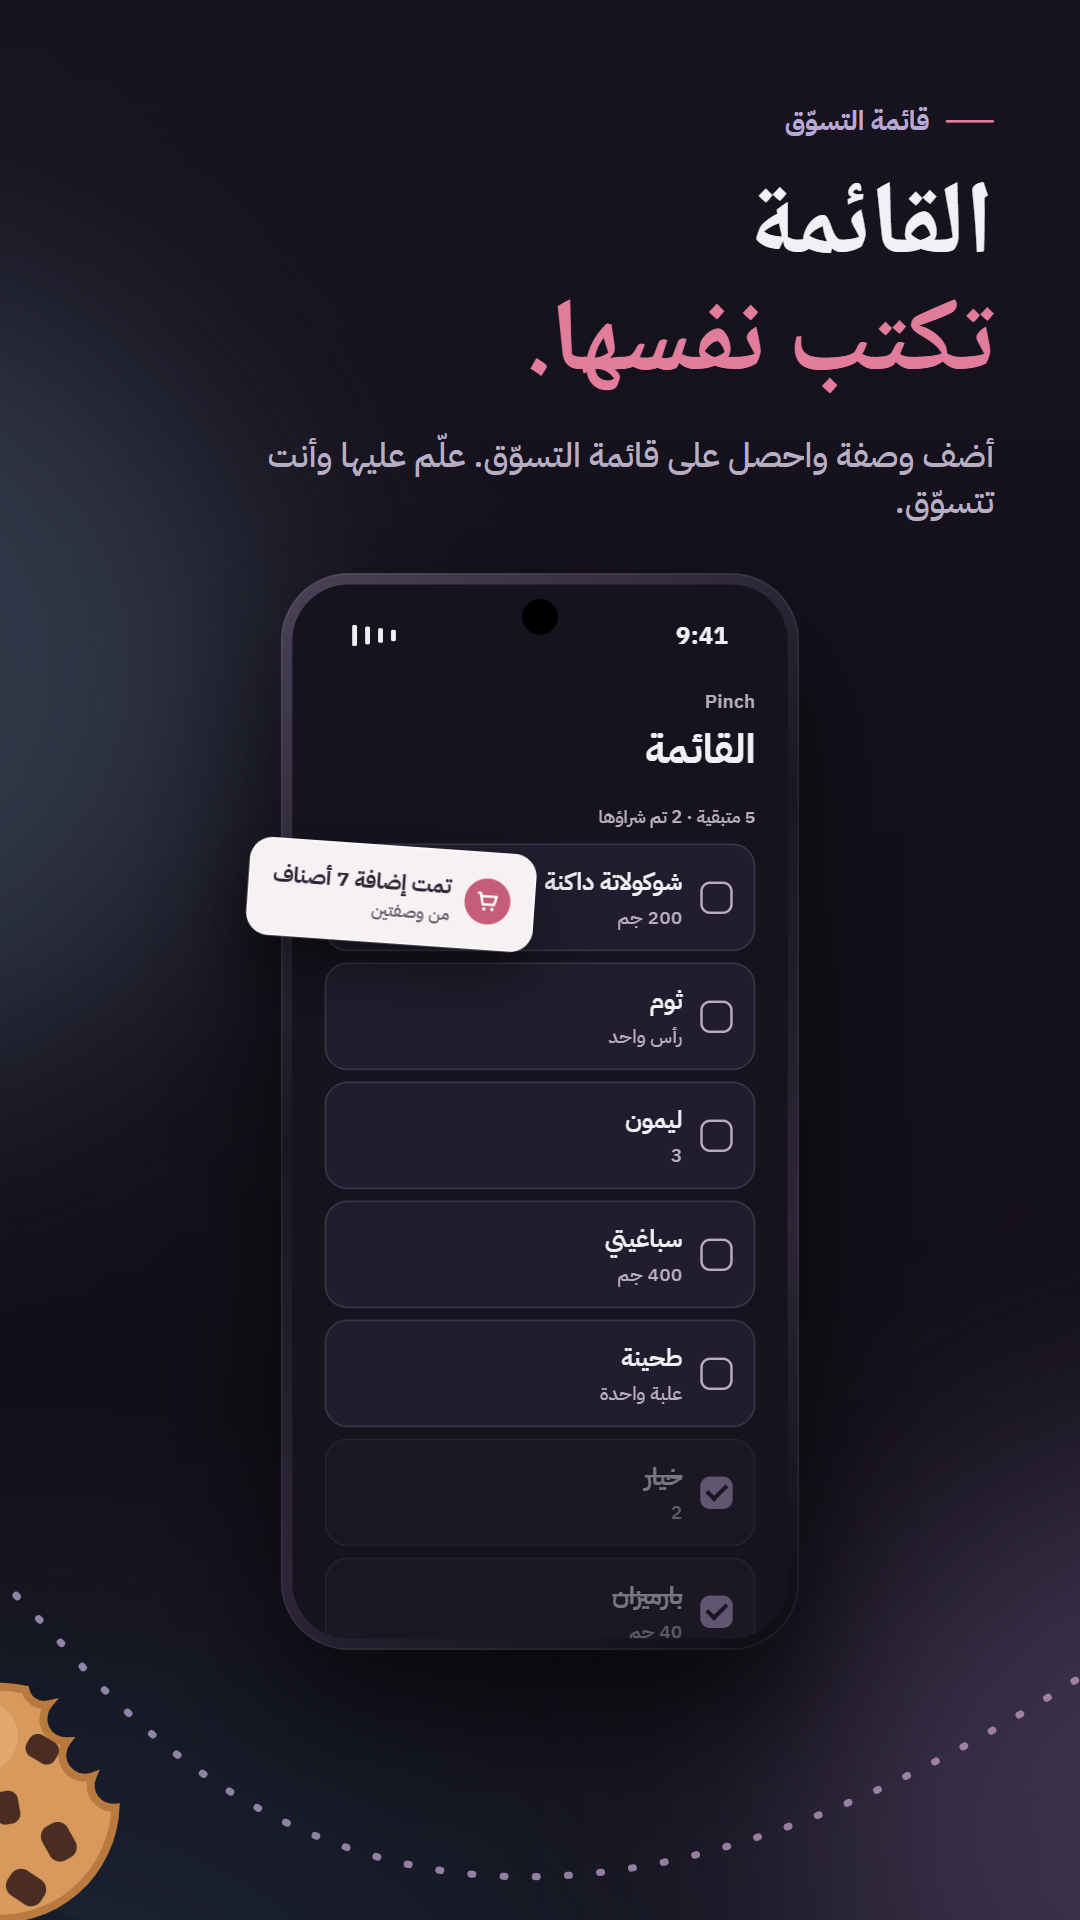 قائمة التسوّق
القائمة
تكتب نفسها.
أضف وصفة واحصل على قائمة التسوّق. علّم عليها وأنت
تتسوّق.
9:41
Pinch
القائمة
5 متبقية · 2 تم شراؤها
تمت إضافة 7 أصناف
من وصفتين
شوكولاتة داكنة
200 جم
ثوم
رأس واحد
ليمون
3
سباغيتي
400 جم
طحينة
علبة واحدة
خيار
2
بارميزان
40 جم